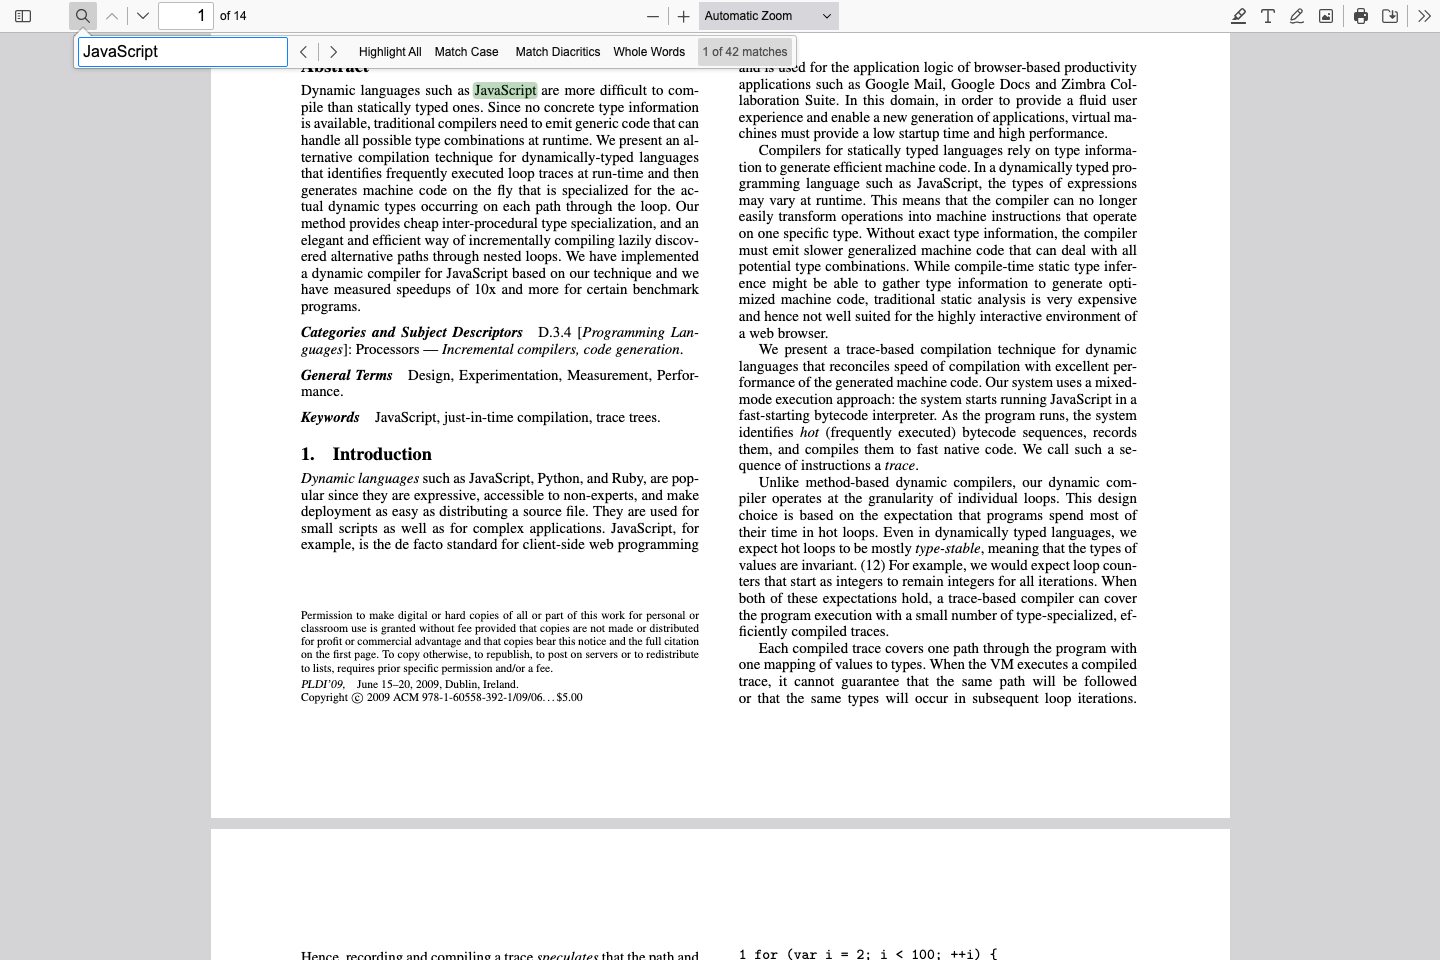 1 of 14 Automatic Zoom
JavaScript Highlight All Match Case Match Diacritics Whole Words 1 of 42 matches
Abstract
Dynamic languages such as JavaScript are more difficult to com-
pile than statically typed ones. Since no concrete type information
is available, traditional compilers need to emit generic code that can
handle all possible type combinations at runtime. We present an al-
ternative compilation technique for dynamically-typed languages
that identifies frequently executed loop traces at run-time and then
generates machine code on the fly that is specialized for the ac-
tual dynamic types occurring on each path through the loop. Our
method provides cheap inter-procedural type specialization, and an
elegant and efficient way of incrementally compiling lazily discov-
ered alternative paths through nested loops. We have implemented
a dynamic compiler for JavaScript based on our technique and we
have measured speedups of 10x and more for certain benchmark
programs.
Categories and Subject Descriptors D.3.4 [Programming Lan-
guages]: Processors — Incremental compilers, code generation.
General Terms Design, Experimentation, Measurement, Perfor-
mance.
Keywords JavaScript, just-in-time compilation, trace trees.
1. Introduction
Dynamic languages such as JavaScript, Python, and Ruby, are pop-
ular since they are expressive, accessible to non-experts, and make
deployment as easy as distributing a source file. They are used for
small scripts as well as for complex applications. JavaScript, for
example, is the de facto standard for client-side web programming
Permission to make digital or hard copies of all or part of this work for personal or
classroom use is granted without fee provided that copies are not made or distributed
for profit or commercial advantage and that copies bear this notice and the full citation
on the first page. To copy otherwise, to republish, to post on servers or to redistribute
to lists, requires prior specific permission and/or a fee.
PLDI'09, June 15–20, 2009, Dublin, Ireland.
Copyright © 2009 ACM 978-1-60558-392-1/09/06...$5.00
and is used for the application logic of browser-based productivity
applications such as Google Mail, Google Docs and Zimbra Col-
laboration Suite. In this domain, in order to provide a fluid user
experience and enable a new generation of applications, virtual ma-
chines must provide a low startup time and high performance.
Compilers for statically typed languages rely on type informa-
tion to generate efficient machine code. In a dynamically typed pro-
gramming language such as JavaScript, the types of expressions
may vary at runtime. This means that the compiler can no longer
easily transform operations into machine instructions that operate
on one specific type. Without exact type information, the compiler
must emit slower generalized machine code that can deal with all
potential type combinations. While compile-time static type infer-
ence might be able to gather type information to generate opti-
mized machine code, traditional static analysis is very expensive
and hence not well suited for the highly interactive environment of
a web browser.
We present a trace-based compilation technique for dynamic
languages that reconciles speed of compilation with excellent per-
formance of the generated machine code. Our system uses a mixed-
mode execution approach: the system starts running JavaScript in a
fast-starting bytecode interpreter. As the program runs, the system
identifies hot (frequently executed) bytecode sequences, records
them, and compiles them to fast native code. We call such a se-
quence of instructions a trace.
Unlike method-based dynamic compilers, our dynamic com-
piler operates at the granularity of individual loops. This design
choice is based on the expectation that programs spend most of
their time in hot loops. Even in dynamically typed languages, we
expect hot loops to be mostly type-stable, meaning that the types of
values are invariant. (12) For example, we would expect loop coun-
ters that start as integers to remain integers for all iterations. When
both of these expectations hold, a trace-based compiler can cover
the program execution with a small number of type-specialized, ef-
ficiently compiled traces.
Each compiled trace covers one path through the program with
one mapping of values to types. When the VM executes a compiled
trace, it cannot guarantee that the same path will be followed
or that the same types will occur in subsequent loop iterations.
Hence, recording and compiling a trace speculates that the path and
1 for (var i = 2; i < 100; ++i) {